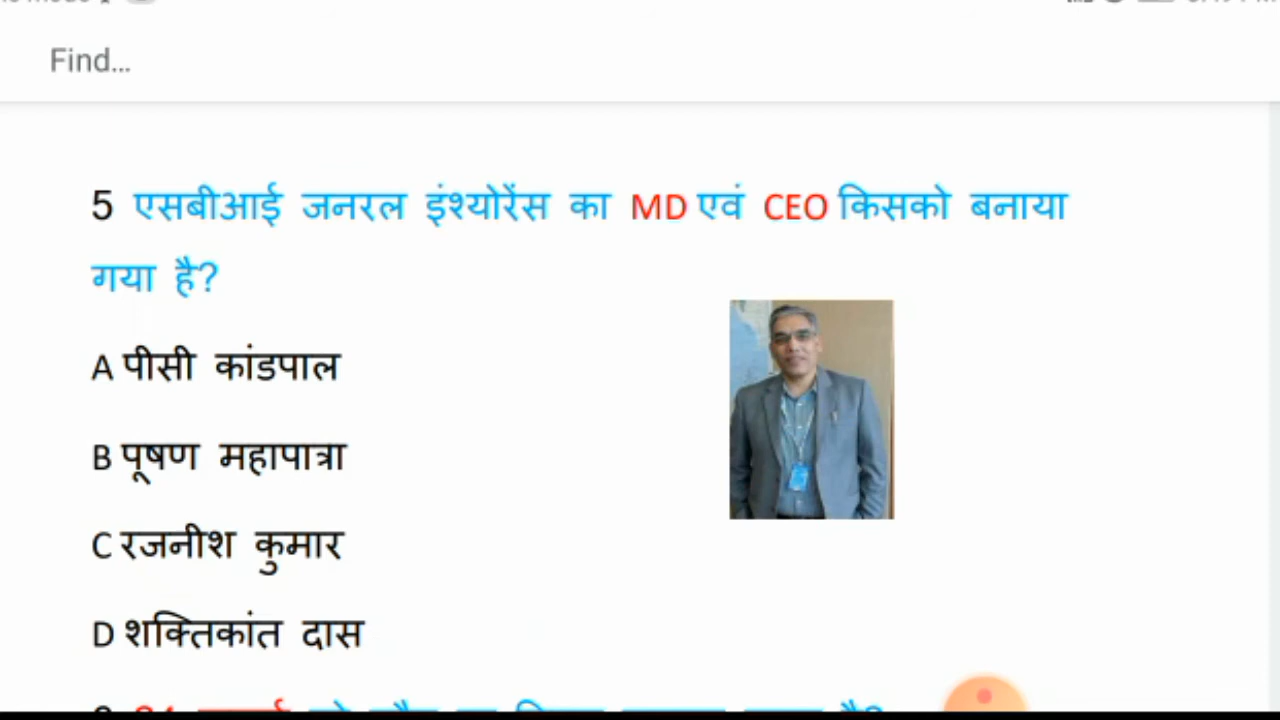 Find...
5 एसबीआई जनरल इंश्योरेंस का MD एवं CEO किसको बनाया
गया है?
A पीसी कांडपाल
B पूषण महापात्रा
C रजनीश कुमार
D शक्तिकांत दास